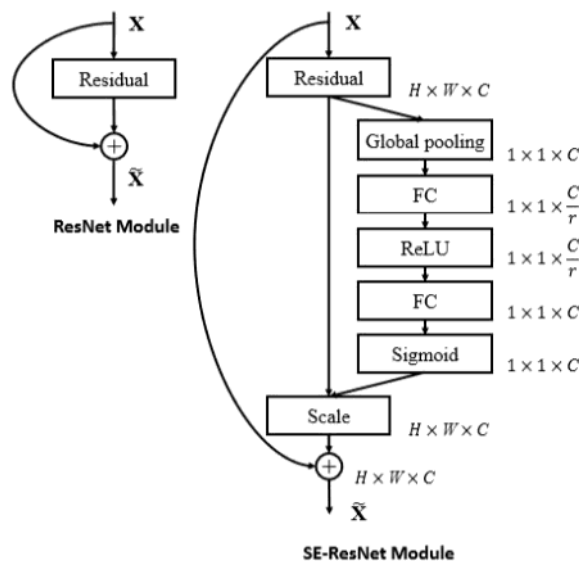 X
Residual
+
X̃
ResNet Module
X
Residual
H × W × C
Global pooling
1 × 1 × C
FC
1 × 1 × C/r
ReLU
1 × 1 × C/r
FC
1 × 1 × C
Sigmoid
1 × 1 × C
Scale
H × W × C
+
H × W × C
X̃
SE-ResNet Module